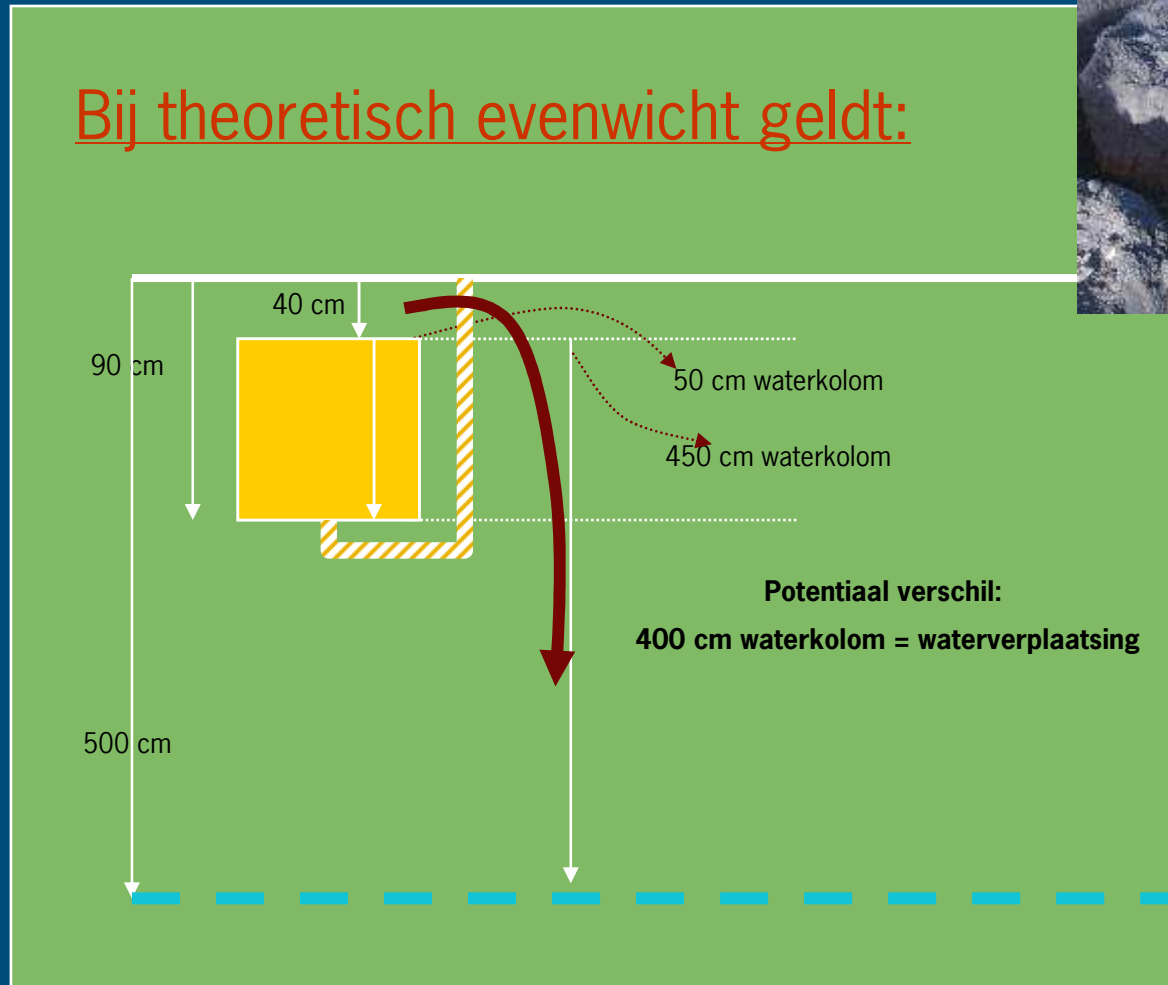 Bij theoretisch evenwicht geldt:
40 cm
90 cm
50 cm waterkolom
450 cm waterkolom
Potentiaal verschil:
400 cm waterkolom = waterverplaatsing
500 cm